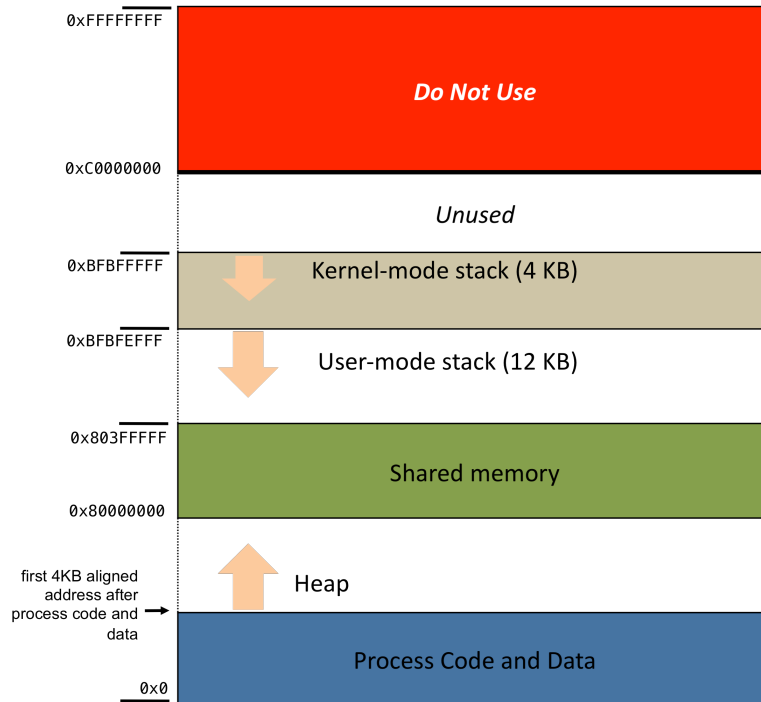 0xFFFFFFFF
Do Not Use
0xC0000000
Unused
0xBFBFFFFF
Kernel-mode stack (4 KB)
0xBFBFEFFF
User-mode stack (12 KB)
0x803FFFFF
Shared memory
0x80000000
first 4KB aligned
address after
process code and
data
Heap
Process Code and Data
0x0